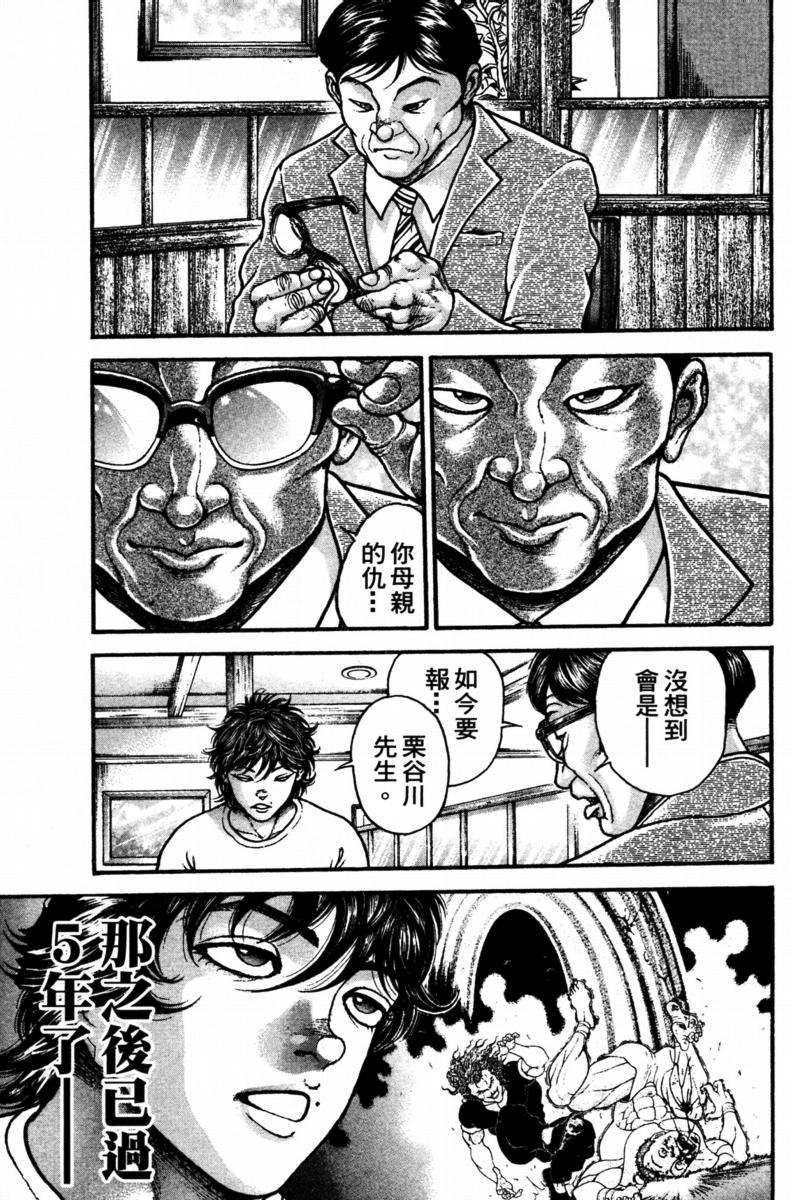 你母親
的仇…
沒想到
會是——
如今要
報…
栗谷川
先生。
那之後已過
5年了——